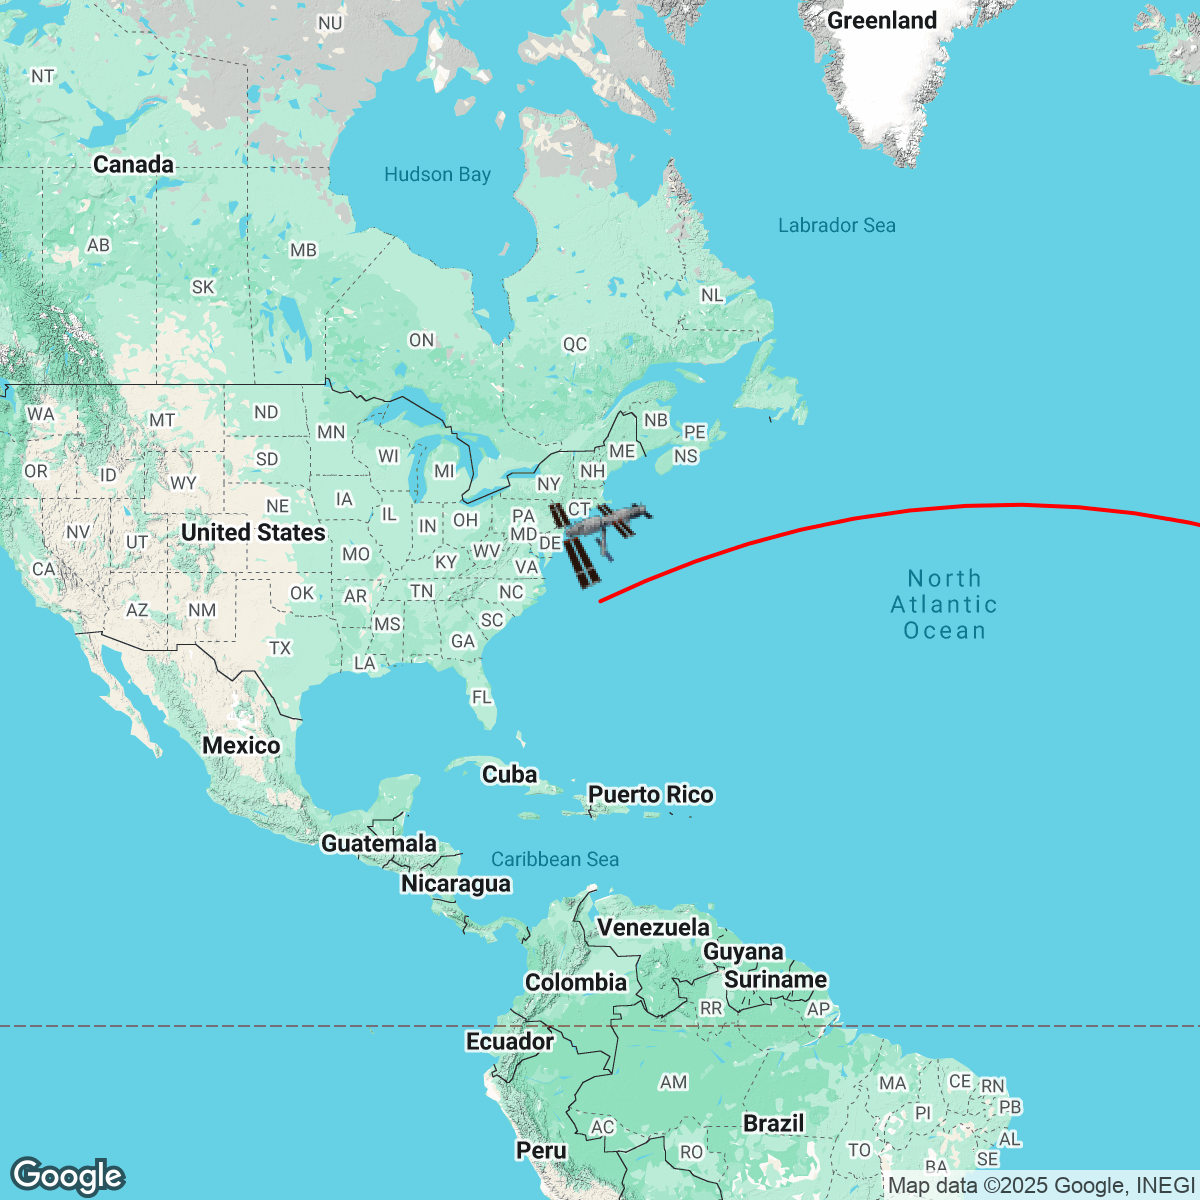 Greenland
NU
NT
Canada
Hudson Bay
Labrador Sea
AB
MB
SK
NL
ON
QC
WA
MT
ND
MN
NB
PE
OR
ID
WY
SD
WI
MI
ME
NS
NH
NY
NV
UT
NE
IA
IL
IN
OH
PA
CT
United States
MD
DE
CA
MO
KY
WV
VA
AZ
NM
OK
AR
TN
NC
MS
SC
GA
TX
LA
FL
North
Atlantic
Ocean
Mexico
Cuba
Puerto Rico
Guatemala
Caribbean Sea
Nicaragua
Venezuela
Guyana
Colombia
Suriname
RR
AP
Ecuador
AM
MA
CE
RN
PI
PB
AC
Brazil
AL
Peru
RO
TO
SE
BA
Google
Map data ©2025 Google, INEGI